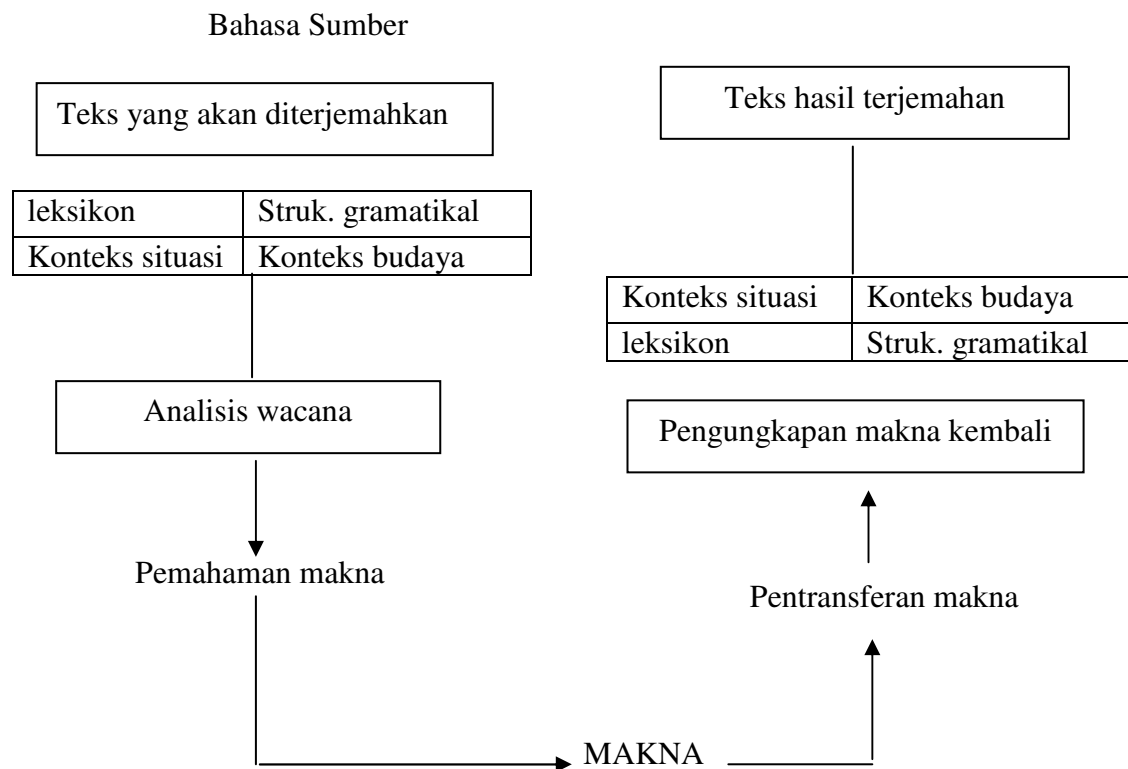 Bahasa Sumber
Teks yang akan diterjemahkan
leksikon Struk. gramatikal
Konteks situasi Konteks budaya
Analisis wacana
Pemahaman makna
MAKNA
Teks hasil terjemahan
Konteks situasi Konteks budaya
leksikon Struk. gramatikal
Pengungkapan makna kembali
Pentransferan makna